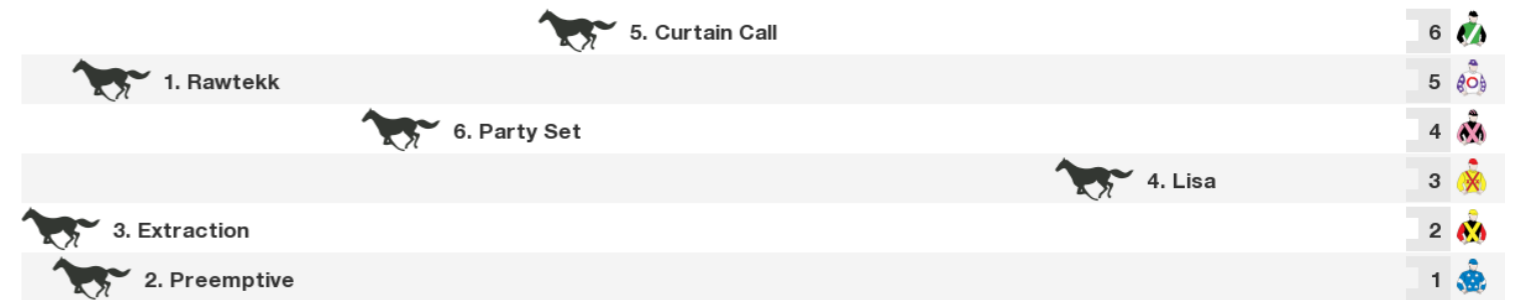 5. Curtain Call 6
1. Rawtekk 5
6. Party Set 4
4. Lisa 3
3. Extraction 2
2. Preemptive 1